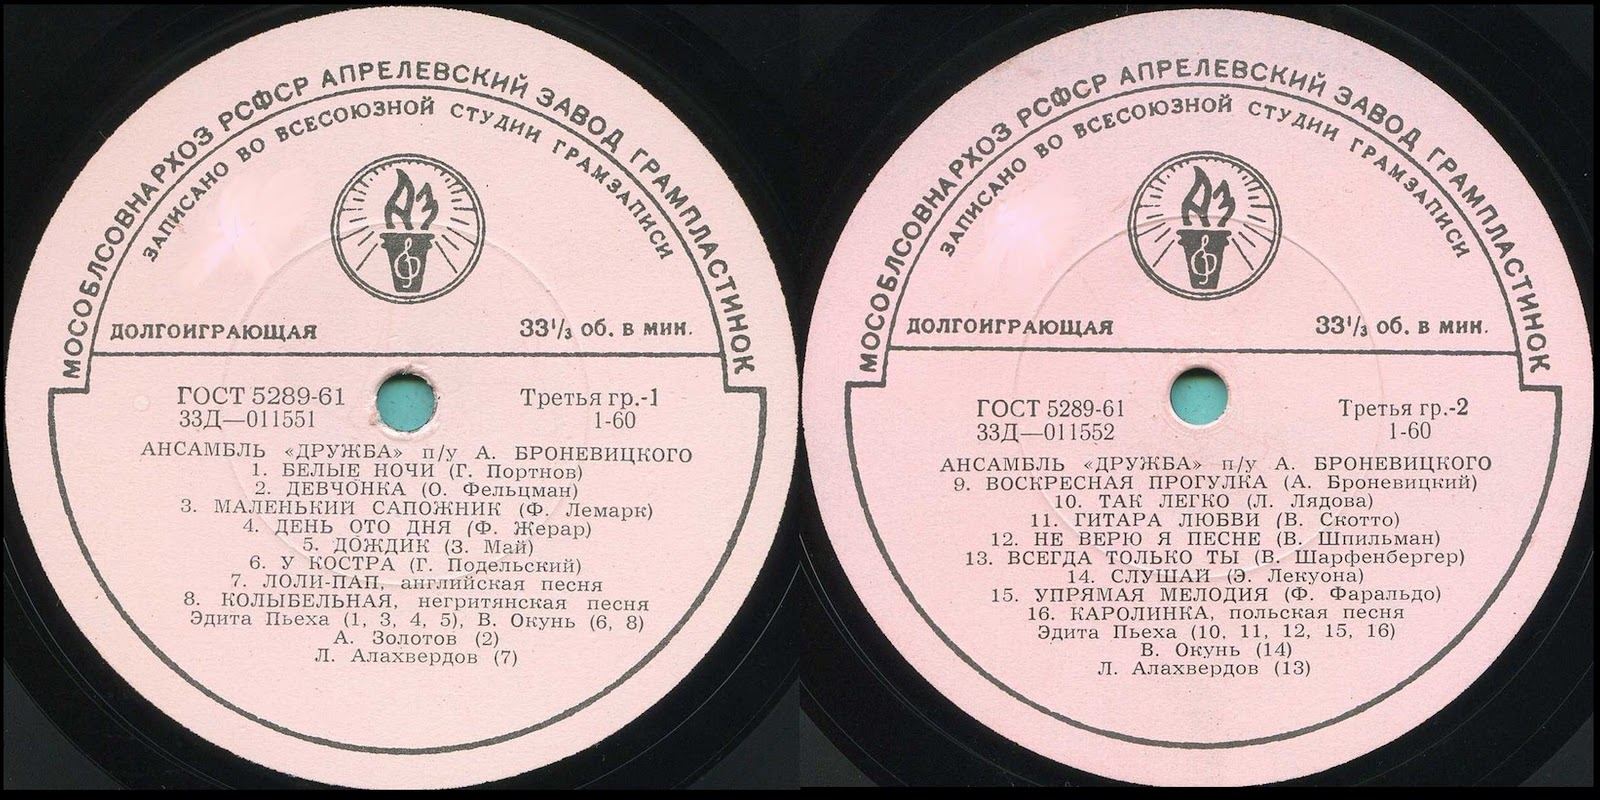 МОСОБЛСОВНАРХОЗ РСФСР АПРЕЛЕВСКИЙ ЗАВОД ГРАМПЛАСТИНОК
ЗАПИСАНО ВО ВСЕСОЮЗНОЙ СТУДИИ ГРАМЗАПИСИ
АЗ
ДОЛГОИГРАЮЩАЯ 33⅓ об. в мин.
ГОСТ 5289-61 Третья гр.-1
33Д—011551 1-60
АНСАМБЛЬ «ДРУЖБА» п/у А. БРОНЕВИЦКОГО
1. БЕЛЫЕ НОЧИ (Г. Портнов)
2. ДЕВЧОНКА (О. Фельцман)
3. МАЛЕНЬКИЙ САПОЖНИК (Ф. Лемарк)
4. ДЕНЬ ОТО ДНЯ (Ф. Жерар)
5. ДОЖДИК (З. Май)
6. У КОСТРА (Г. Подельский)
7. ЛОЛИ-ПАП, английская песня
8. КОЛЫБЕЛЬНАЯ, негритянская песня
Эдита Пьеха (1, 3, 4, 5), В. Окунь (6, 8)
А. Золотов (2)
Л. Алахвердов (7)
МОСОБЛСОВНАРХОЗ РСФСР АПРЕЛЕВСКИЙ ЗАВОД ГРАМПЛАСТИНОК
ЗАПИСАНО ВО ВСЕСОЮЗНОЙ СТУДИИ ГРАМЗАПИСИ
АЗ
ДОЛГОИГРАЮЩАЯ 33⅓ об. в мин.
ГОСТ 5289-61 Третья гр.-2
33Д—011552 1-60
АНСАМБЛЬ «ДРУЖБА» п/у А. БРОНЕВИЦКОГО
9. ВОСКРЕСНАЯ ПРОГУЛКА (А. Броневицкий)
10. ТАК ЛЕГКО (Л. Лядова)
11. ГИТАРА ЛЮБВИ (В. Скотто)
12. НЕ ВЕРЮ Я ПЕСНЕ (В. Шпильман)
13. ВСЕГДА ТОЛЬКО ТЫ (В. Шарфенбергер)
14. СЛУШАЙ (Э. Лекуона)
15. УПРЯМАЯ МЕЛОДИЯ (Ф. Фаральдо)
16. КАРОЛИНКА, польская песня
Эдита Пьеха (10, 11, 12, 15, 16)
В. Окунь (14)
Л. Алахвердов (13)